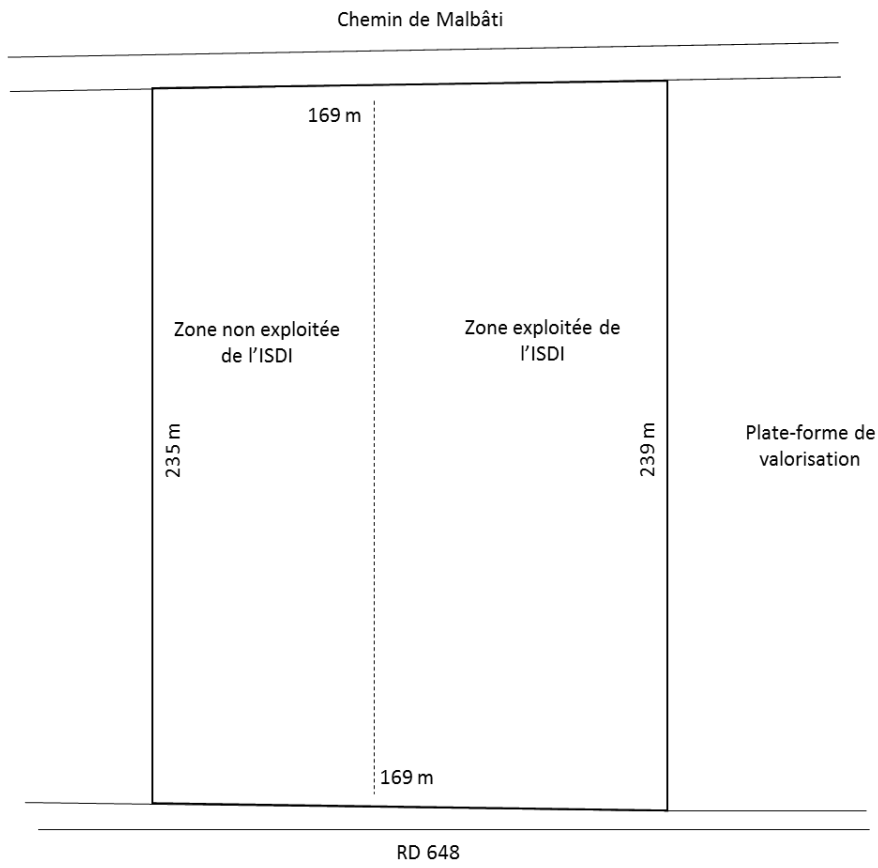 Chemin de Malbâti
169 m
Zone non exploitée
de l'ISDI
Zone exploitée de
l'ISDI
235 m
239 m
Plate-forme de
valorisation
169 m
RD 648